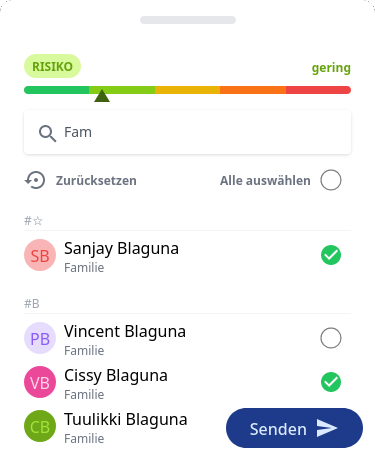 RISIKO
gering
Fam
Zurücksetzen
Alle auswählen
#☆
SB
Sanjay Blaguna
Familie
#B
PB
Vincent Blaguna
Familie
VB
Cissy Blaguna
Familie
CB
Tuulikki Blaguna
Familie
Senden